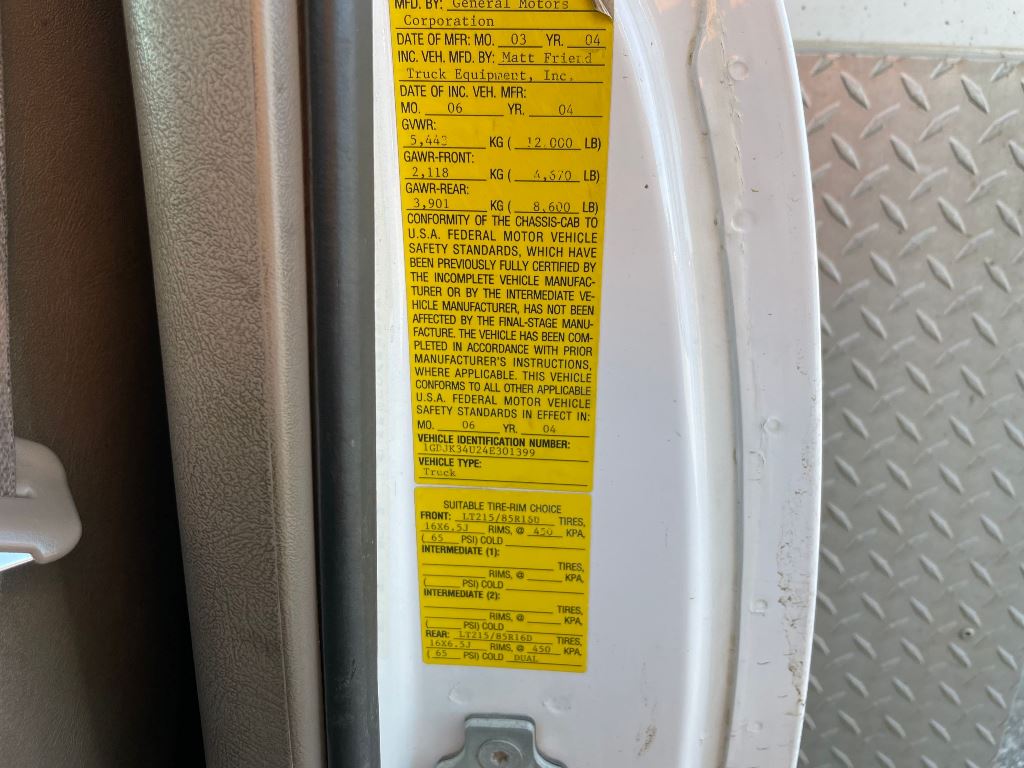 MFD. BY: General Motors
Corporation
DATE OF MFR: MO. 03 YR. 04
INC. VEH. MFD. BY: Matt Friend
Truck Equipment, Inc.
DATE OF INC. VEH. MFR:
MO. 06 YR. 04
GVWR:
5,443 KG ( 12,000 LB)
GAWR-FRONT:
2,118 KG ( 4,670 LB)
GAWR-REAR:
3,901 KG ( 8,600 LB)
CONFORMITY OF THE CHASSIS-CAB TO
U.S.A. FEDERAL MOTOR VEHICLE
SAFETY STANDARDS, WHICH HAVE
BEEN PREVIOUSLY FULLY CERTIFIED BY
THE INCOMPLETE VEHICLE MANUFAC-
TURER OR BY THE INTERMEDIATE VE-
HICLE MANUFACTURER, HAS NOT BEEN
AFFECTED BY THE FINAL-STAGE MANU-
FACTURE. THE VEHICLE HAS BEEN COM-
PLETED IN ACCORDANCE WITH PRIOR
MANUFACTURER'S INSTRUCTIONS,
WHERE APPLICABLE. THIS VEHICLE
CONFORMS TO ALL OTHER APPLICABLE
U.S.A. FEDERAL MOTOR VEHICLE
SAFETY STANDARDS IN EFFECT IN:
MO. 06 YR. 04
VEHICLE IDENTIFICATION NUMBER:
1GDJK34U24E301399
VEHICLE TYPE:
Truck
SUITABLE TIRE-RIM CHOICE
FRONT: LT215/85R16D TIRES,
16X6.5J RIMS, @ 450 KPA,
( 65 PSI) COLD
INTERMEDIATE (1):
TIRES,
RIMS, @ KPA,
( PSI) COLD
INTERMEDIATE (2):
TIRES,
RIMS, @ KPA,
( PSI) COLD
REAR: LT215/85R16D TIRES,
16X6.5J RIMS, @ 450 KPA,
( 65 PSI) COLD DUAL